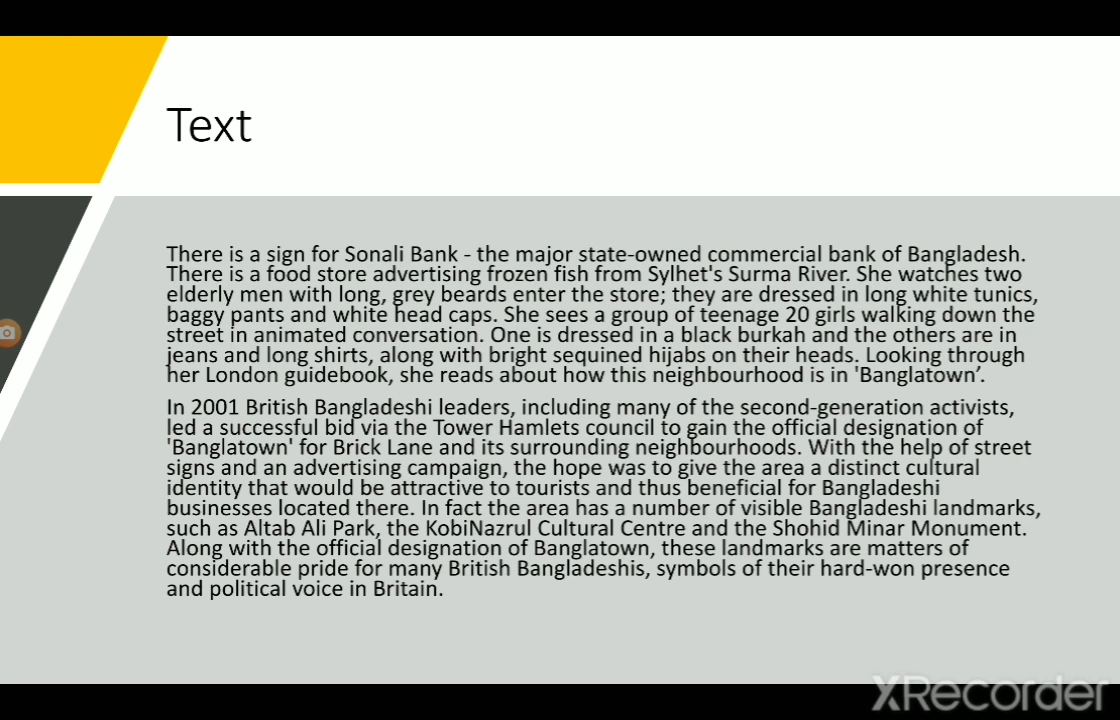 Text
There is a sign for Sonali Bank - the major state-owned commercial bank of Bangladesh.
There is a food store advertising frozen fish from Sylhet's Surma River. She watches two
elderly men with long, grey beards enter the store; they are dressed in long white tunics,
baggy pants and white head caps. She sees a group of teenage 20 girls walking down the
street in animated conversation. One is dressed in a black burkah and the others are in
jeans and long shirts, along with bright sequined hijabs on their heads. Looking through
her London guidebook, she reads about how this neighbourhood is in 'Banglatown’.
In 2001 British Bangladeshi leaders, including many of the second-generation activists,
led a successful bid via the Tower Hamlets council to gain the official designation of
'Banglatown' for Brick Lane and its surrounding neighbourhoods. With the help of street
signs and an advertising campaign, the hope was to give the area a distinct cultural
identity that would be attractive to tourists and thus beneficial for Bangladeshi
businesses located there. In fact the area has a number of visible Bangladeshi landmarks,
such as Altab Ali Park, the KobiNazrul Cultural Centre and the Shohid Minar Monument.
Along with the official designation of Banglatown, these landmarks are matters of
considerable pride for many British Bangladeshis, symbols of their hard-won presence
and political voice in Britain.
XRecorder